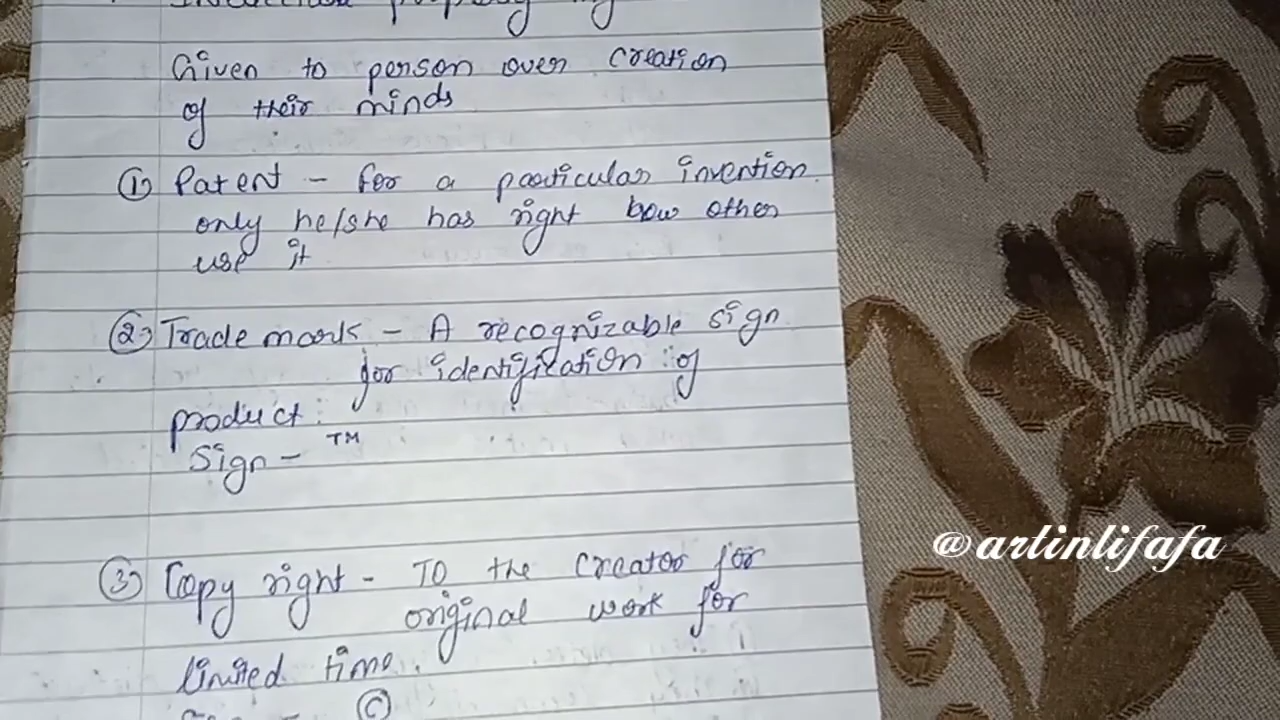 Given to person over creation
of their minds
① Patent - for a particular invention
only he/she has right how other
use it
② Trade mark - A recognizable sign
for identification of
product
Sign - TM
③ Copy right - To the creator for
original work for
limited time.
©
@artinlifafa